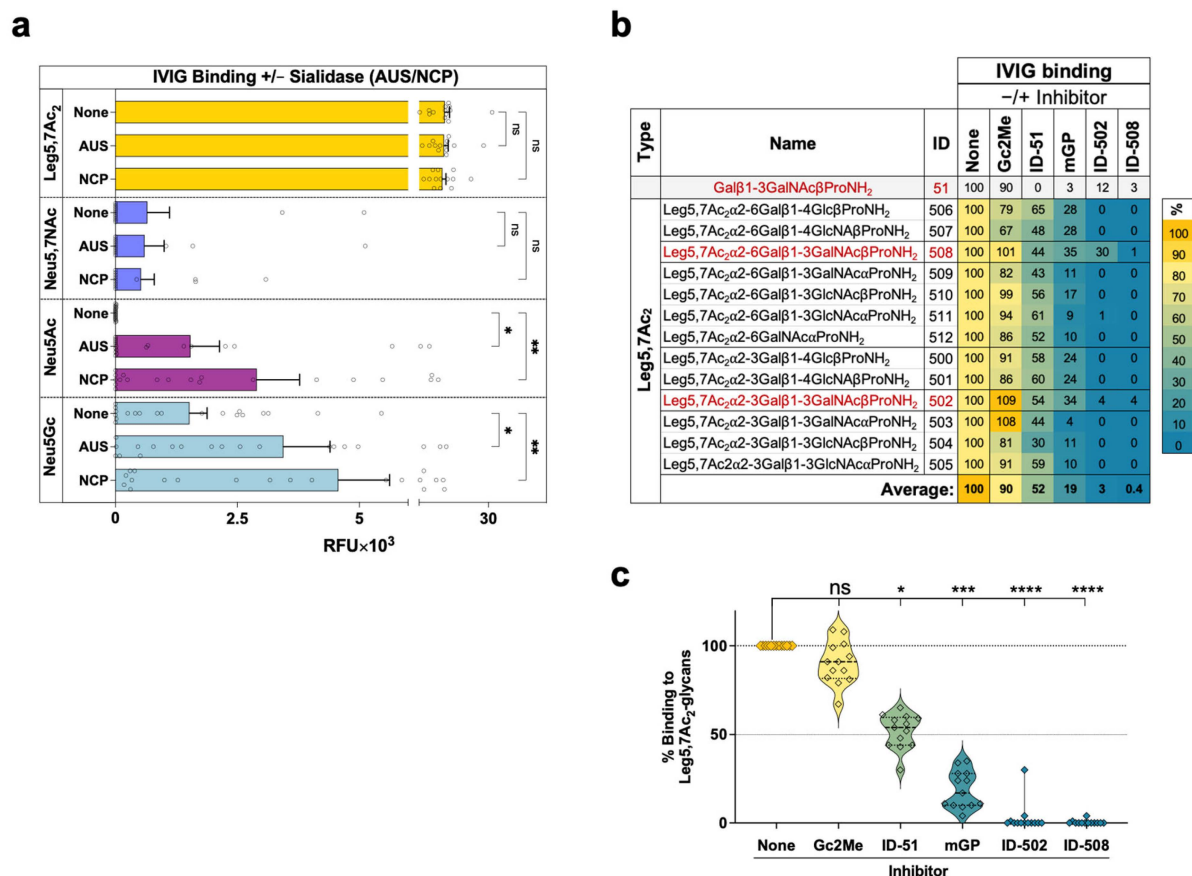 a
IVIG Binding +/− Sialidase (AUS/NCP)
Leg5,7Ac₂
None
AUS
NCP
ns
ns
Neu5,7NAc
None
AUS
NCP
ns
ns
Neu5Ac
None
AUS
NCP
*
**
Neu5Gc
None
AUS
NCP
*
**
0 2.5 5 30
RFU×10³
b
IVIG binding
−/+ Inhibitor
Type Name ID None Gc2Me ID-51 mGP ID-502 ID-508
Galβ1-3GalNAcβProNH₂ 51 100 90 0 3 12 3
Leg5,7Ac₂
Leg5,7Ac₂α2-6Galβ1-4GlcβProNH₂ 506 100 79 65 28 0 0
Leg5,7Ac₂α2-6Galβ1-4GlcNAβProNH₂ 507 100 67 48 28 0 0
Leg5,7Ac₂α2-6Galβ1-3GalNAcβProNH₂ 508 100 101 44 35 30 1
Leg5,7Ac₂α2-6Galβ1-3GalNAcαProNH₂ 509 100 82 43 11 0 0
Leg5,7Ac₂α2-6Galβ1-3GlcNAcβProNH₂ 510 100 99 56 17 0 0
Leg5,7Ac₂α2-6Galβ1-3GlcNAcαProNH₂ 511 100 94 61 9 1 0
Leg5,7Ac₂α2-6GalNAcαProNH₂ 512 100 86 52 10 0 0
Leg5,7Ac₂α2-3Galβ1-4GlcβProNH₂ 500 100 91 58 24 0 0
Leg5,7Ac₂α2-3Galβ1-4GlcNAβProNH₂ 501 100 86 60 24 0 0
Leg5,7Ac₂α2-3Galβ1-3GalNAcβProNH₂ 502 100 109 54 34 4 4
Leg5,7Ac₂α2-3Galβ1-3GalNAcαProNH₂ 503 100 108 44 4 0 0
Leg5,7Ac₂α2-3Galβ1-3GlcNAcβProNH₂ 504 100 81 30 11 0 0
Leg5,7Ac2α2-3Galβ1-3GlcNAcαProNH₂ 505 100 91 59 10 0 0
Average: 100 90 52 19 3 0.4
%
100
90
80
70
60
50
40
30
20
10
0
c
ns * *** **** ****
% Binding to
Leg5,7Ac₂-glycans
100
50
0
None Gc2Me ID-51 mGP ID-502 ID-508
Inhibitor